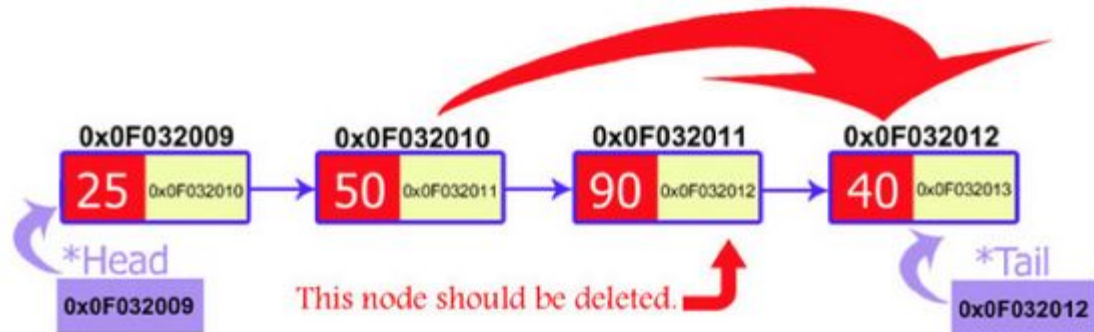 0x0F032009 0x0F032010 0x0F032011 0x0F032012
25 0x0F032010 50 0x0F032011 90 0x0F032012 40 0x0F032013
*Head *Tail
0x0F032009 This node should be deleted. 0x0F032012